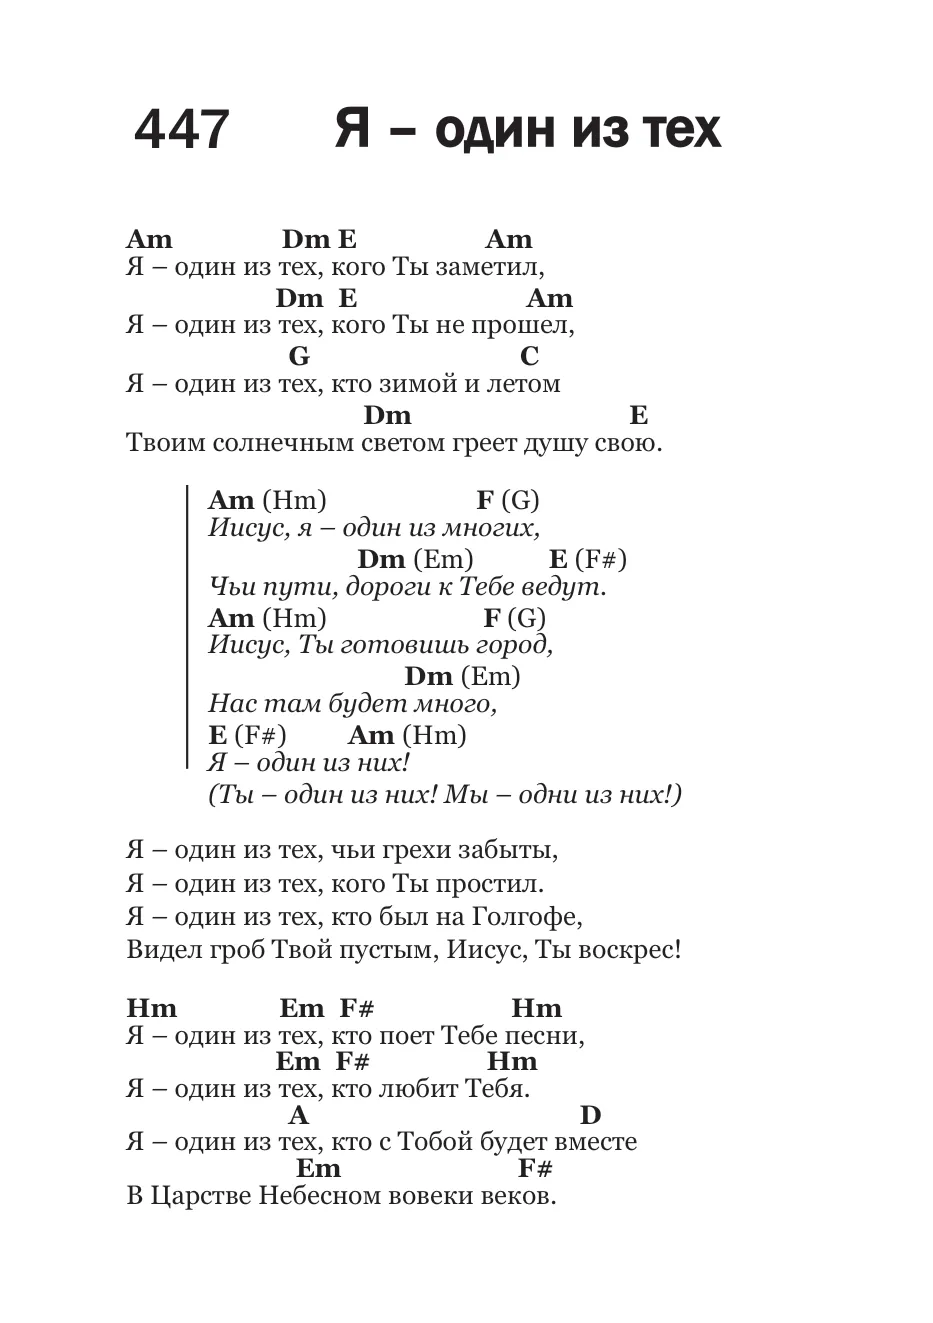 447 Я – один из тех
Am Dm E Am
Я – один из тех, кого Ты заметил,
Dm E Am
Я – один из тех, кого Ты не прошел,
G C
Я – один из тех, кто зимой и летом
Dm E
Твоим солнечным светом греет душу свою.
Am (Hm) F (G)
Иисус, я – один из многих,
Dm (Em) E (F#)
Чьи пути, дороги к Тебе ведут.
Am (Hm) F (G)
Иисус, Ты готовишь город,
Dm (Em)
Нас там будет много,
E (F#) Am (Hm)
Я – один из них!
(Ты – один из них! Мы – одни из них!)
Я – один из тех, чьи грехи забыты,
Я – один из тех, кого Ты простил.
Я – один из тех, кто был на Голгофе,
Видел гроб Твой пустым, Иисус, Ты воскрес!
Hm Em F# Hm
Я – один из тех, кто поет Тебе песни,
Em F# Hm
Я – один из тех, кто любит Тебя.
A D
Я – один из тех, кто с Тобой будет вместе
Em F#
В Царстве Небесном вовеки веков.